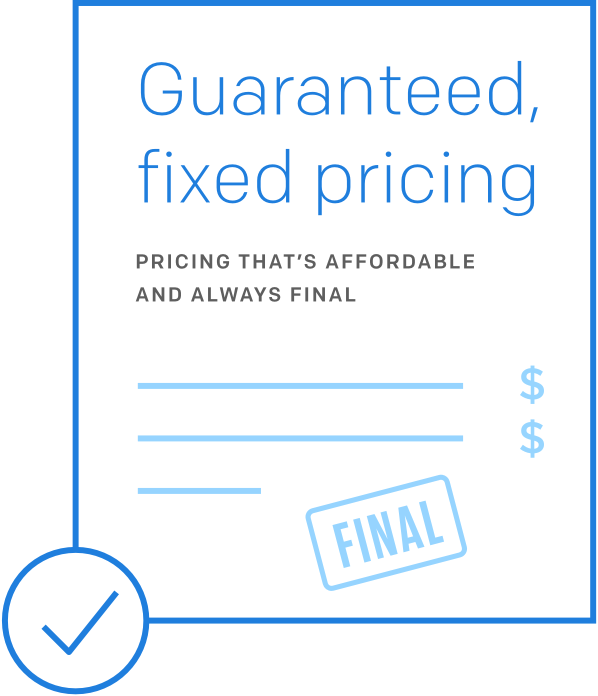 Guaranteed,
fixed pricing
PRICING THAT’S AFFORDABLE
AND ALWAYS FINAL
$
$
FINAL